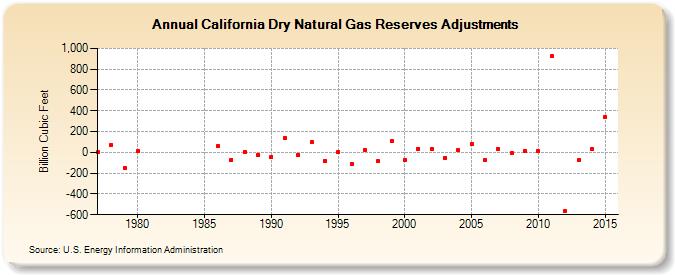 Annual California Dry Natural Gas Reserves Adjustments
Billion Cubic Feet
1,000
800
600
400
200
0
-200
-400
-600
1980 1985 1990 1995 2000 2005 2010 2015
Source: U.S. Energy Information Administration